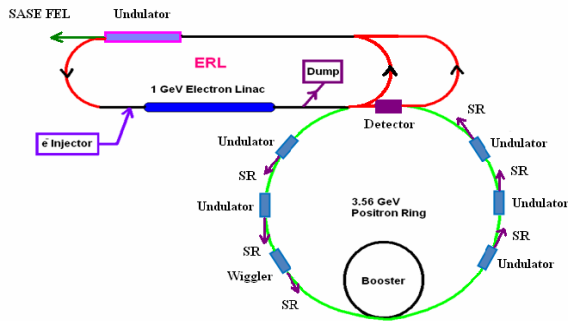 SASE FEL
Undulator
ERL
1 GeV Electron Linac
Dump
e⁻ Injector
Detector
SR
Undulator
Undulator
SR
SR
Undulator
3.56 GeV
Positron Ring
Undulator
SR
SR
Wiggler
Booster
Undulator
SR